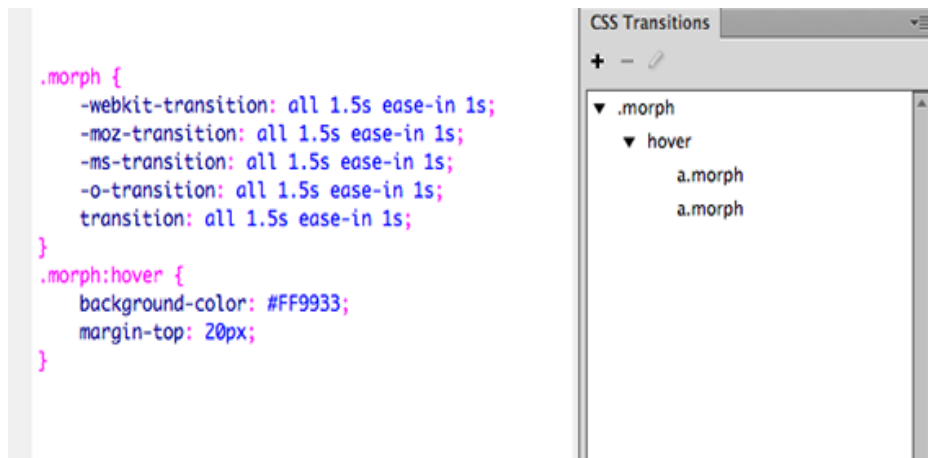 .morph {
-webkit-transition: all 1.5s ease-in 1s;
-moz-transition: all 1.5s ease-in 1s;
-ms-transition: all 1.5s ease-in 1s;
-o-transition: all 1.5s ease-in 1s;
transition: all 1.5s ease-in 1s;
}
.morph:hover {
background-color: #FF9933;
margin-top: 20px;
}
CSS Transitions
.morph
hover
a.morph
a.morph